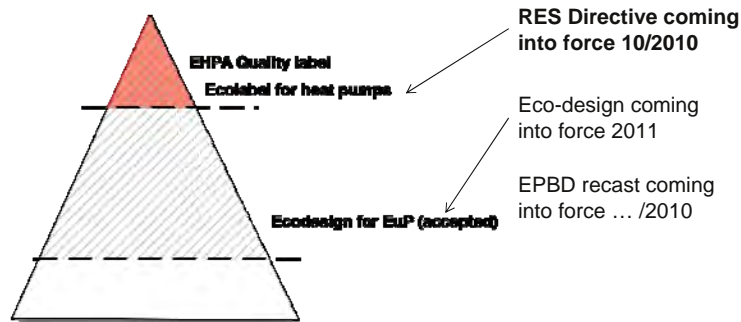 RES Directive coming
into force 10/2010
EHPA Quality label
Ecolabel for heat pumps
Eco-design coming
into force 2011
EPBD recast coming
into force … /2010
Ecodesign for EuP (accepted)